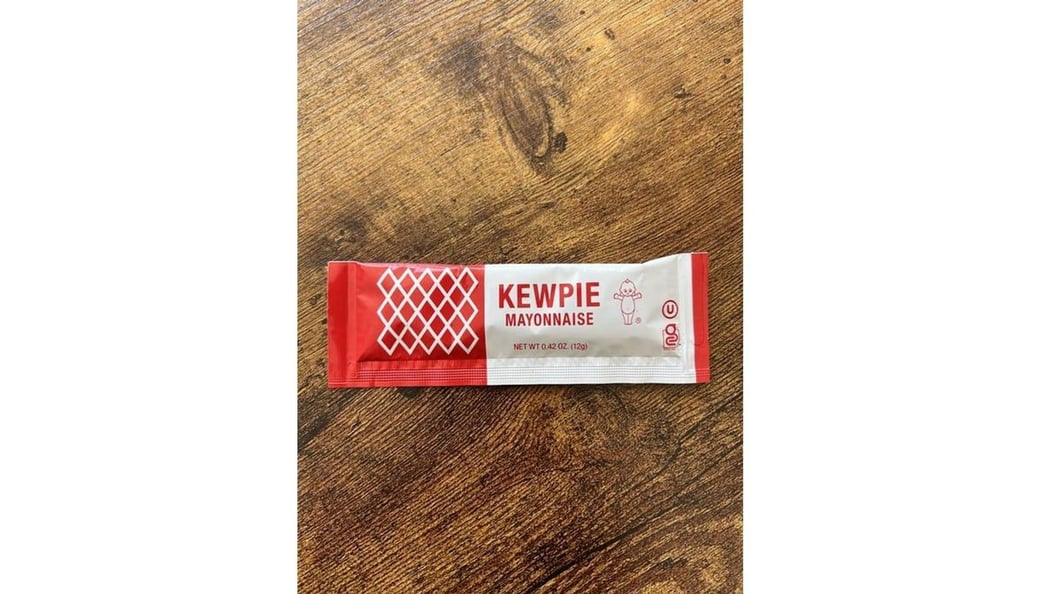 KEWPIE
MAYONNAISE
®
NET WT 0.42 OZ. (12g)
U